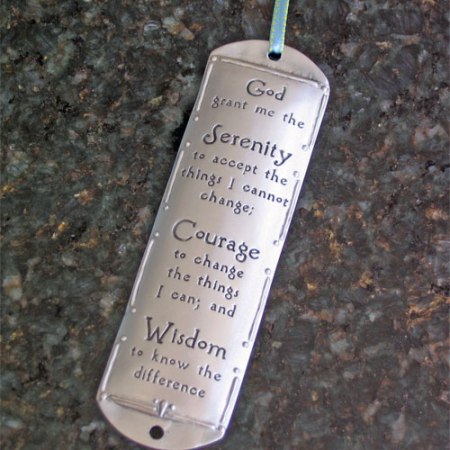 God
grant me the
Serenity
to accept the
things I cannot
change;
Courage
to change
the things
I can; and
Wisdom
to know the
difference